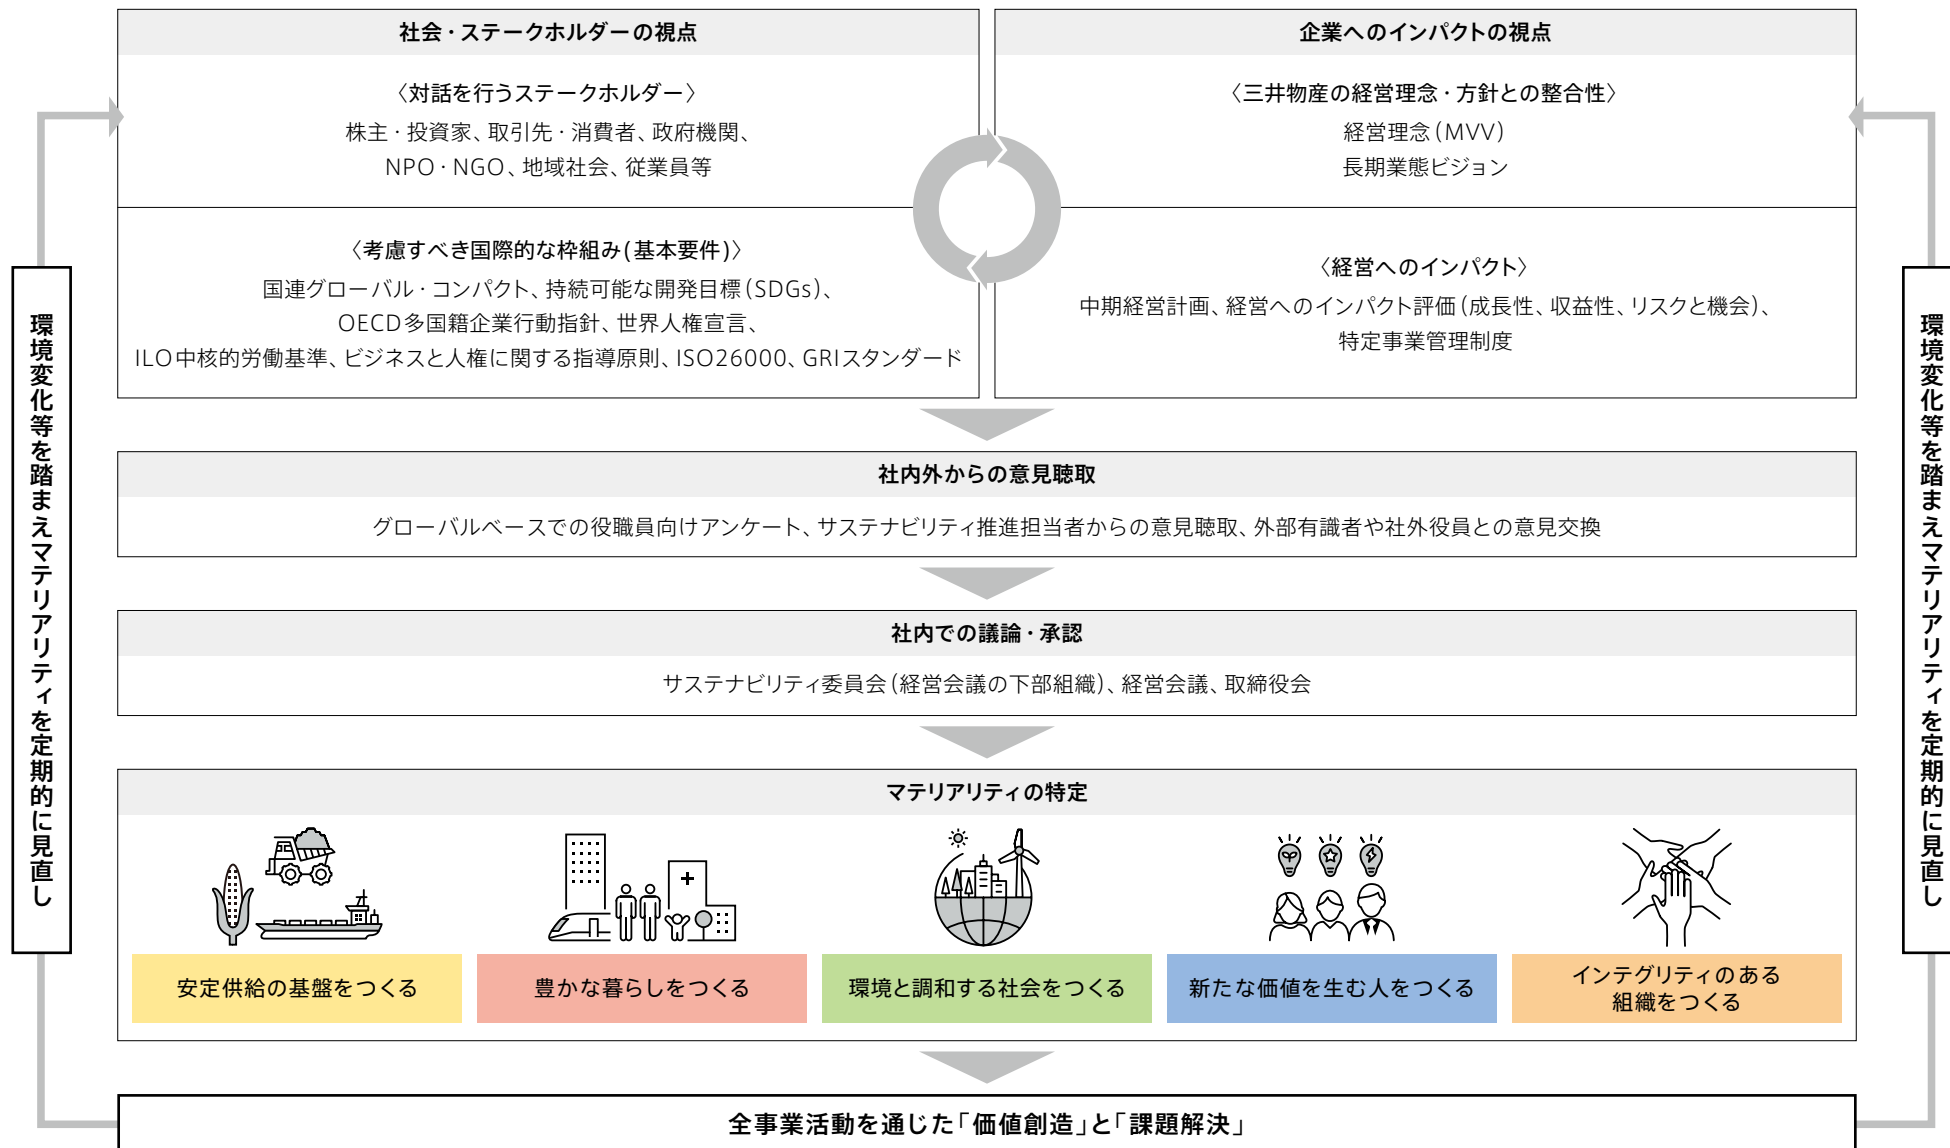 社会・ステークホルダーの視点
〈対話を行うステークホルダー〉
株主・投資家、取引先・消費者、政府機関、
NPO・NGO、地域社会、従業員等
〈考慮すべき国際的な枠組み(基本要件)〉
国連グローバル・コンパクト、持続可能な開発目標(SDGs)、
OECD多国籍企業行動指針、世界人権宣言、
ILO中核的労働基準、ビジネスと人権に関する指導原則、ISO26000、GRIスタンダード
企業へのインパクトの視点
〈三井物産の経営理念・方針との整合性〉
経営理念(MVV)
長期業態ビジョン
〈経営へのインパクト〉
中期経営計画、経営へのインパクト評価(成長性、収益性、リスクと機会)、
特定事業管理制度
社内外からの意見聴取
グローバルベースでの役職員向けアンケート、サステナビリティ推進担当者からの意見聴取、外部有識者や社外役員との意見交換
社内での議論・承認
サステナビリティ委員会(経営会議の下部組織)、経営会議、取締役会
マテリアリティの特定
安定供給の基盤をつくる
豊かな暮らしをつくる
環境と調和する社会をつくる
新たな価値を生む人をつくる
インテグリティのある
組織をつくる
全事業活動を通じた「価値創造」と「課題解決」
環境変化等を踏まえマテリアリティを定期的に見直し
環境変化等を踏まえマテリアリティを定期的に見直し